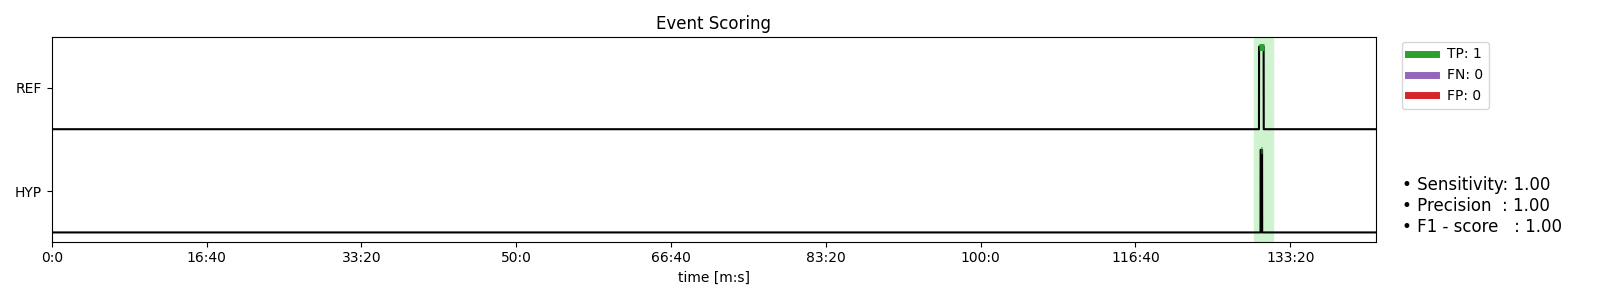 Event Scoring
REF
HYP
0:0
16:40
33:20
50:0
66:40
83:20
100:0
116:40
133:20
time [m:s]
TP: 1
FN: 0
FP: 0
• Sensitivity: 1.00
• Precision  : 1.00
• F1 - score   : 1.00